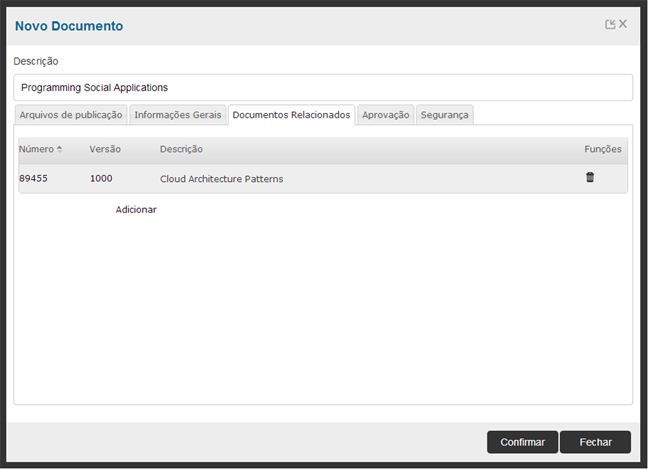 Novo Documento
Descrição
Programming Social Applications
Arquivos de publicação Informações Gerais Documentos Relacionados Aprovação Segurança
Número Versão Descrição Funções
89455 1000 Cloud Architecture Patterns
Adicionar
Confirmar Fechar